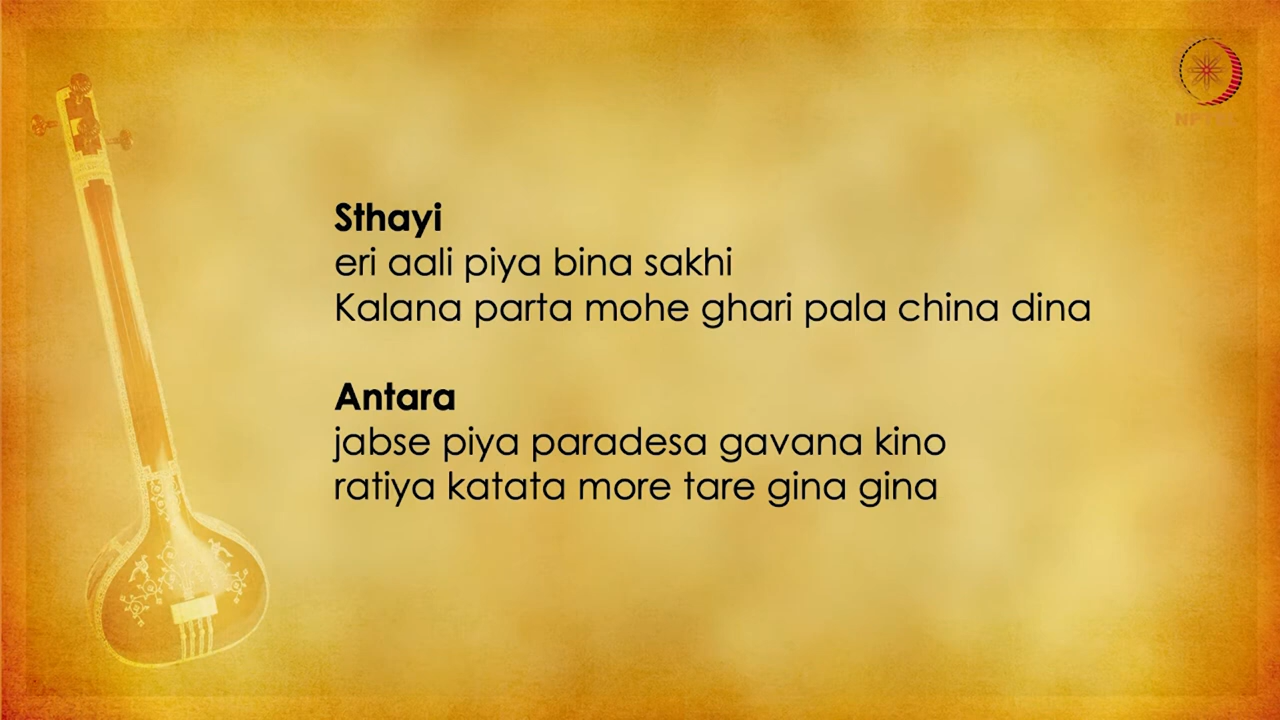 NPTEL
Sthayi
eri aali piya bina sakhi
Kalana parta mohe ghari pala china dina
Antara
jabse piya paradesa gavana kino
ratiya katata more tare gina gina